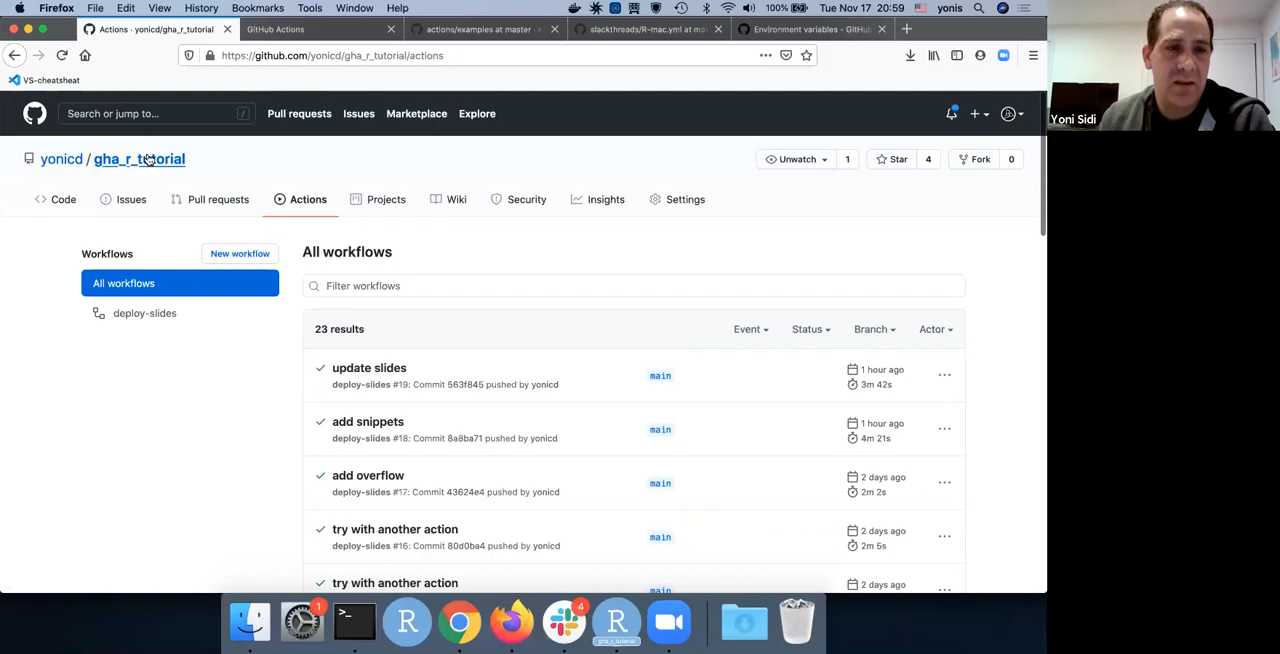 Firefox File Edit View History Bookmarks Tools Window Help 100% Tue Nov 17 20:59 yonis
Actions · yonicd/gha_r_tutorial GitHub Actions actions/examples at master · slackthreads/R-mac.yml at ma Environment variables - GitHub
https://github.com/yonicd/gha_r_tutorial/actions
VS-cheatsheat
Search or jump to... / Pull requests Issues Marketplace Explore
Yoni Sidi
yonicd / gha_r_tutorial Unwatch 1 Star 4 Fork 0
Code Issues Pull requests Actions Projects Wiki Security Insights Settings
Workflows New workflow
All workflows
deploy-slides
All workflows
Filter workflows
23 results Event Status Branch Actor
update slides
deploy-slides #19: Commit 563f845 pushed by yonicd
main
1 hour ago
3m 42s
add snippets
deploy-slides #18: Commit 8a8ba71 pushed by yonicd
main
1 hour ago
4m 21s
add overflow
deploy-slides #17: Commit 43624e4 pushed by yonicd
main
2 days ago
2m 2s
try with another action
deploy-slides #16: Commit 80d0ba4 pushed by yonicd
main
2 days ago
2m 5s
try with another action
main
2 days ago
1
4
R
R
gha_r_tutorial